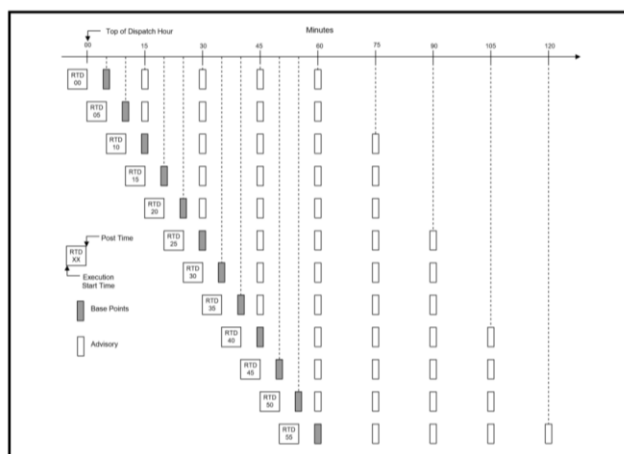 Top of Dispatch Hour
Minutes
00 15 30 45 60 75 90 105 120
RTD
00
RTD
05
RTD
10
RTD
15
RTD
20
RTD
25
Post Time
RTD
XX
Execution
Start Time
RTD
30
Base Points
RTD
35
Advisory
RTD
40
RTD
45
RTD
50
RTD
55